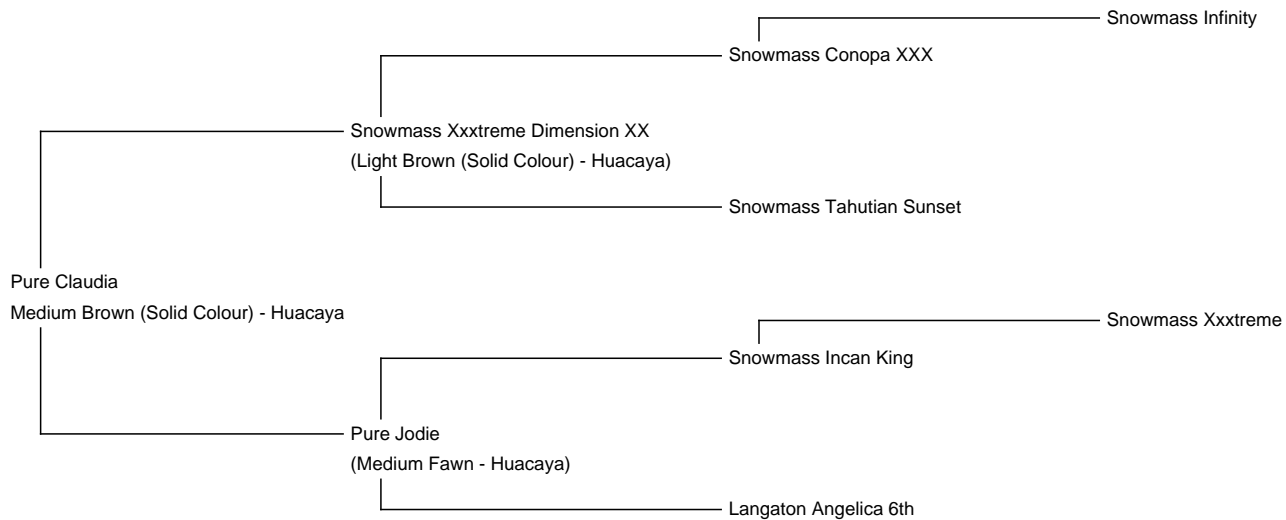 Snowmass Infinity
Snowmass Conopa XXX
Snowmass Xxxtreme Dimension XX
(Light Brown (Solid Colour) - Huacaya)
Snowmass Tahutian Sunset
Pure Claudia
Medium Brown (Solid Colour) - Huacaya
Snowmass Xxxtreme
Snowmass Incan King
Pure Jodie
(Medium Fawn - Huacaya)
Langaton Angelica 6th